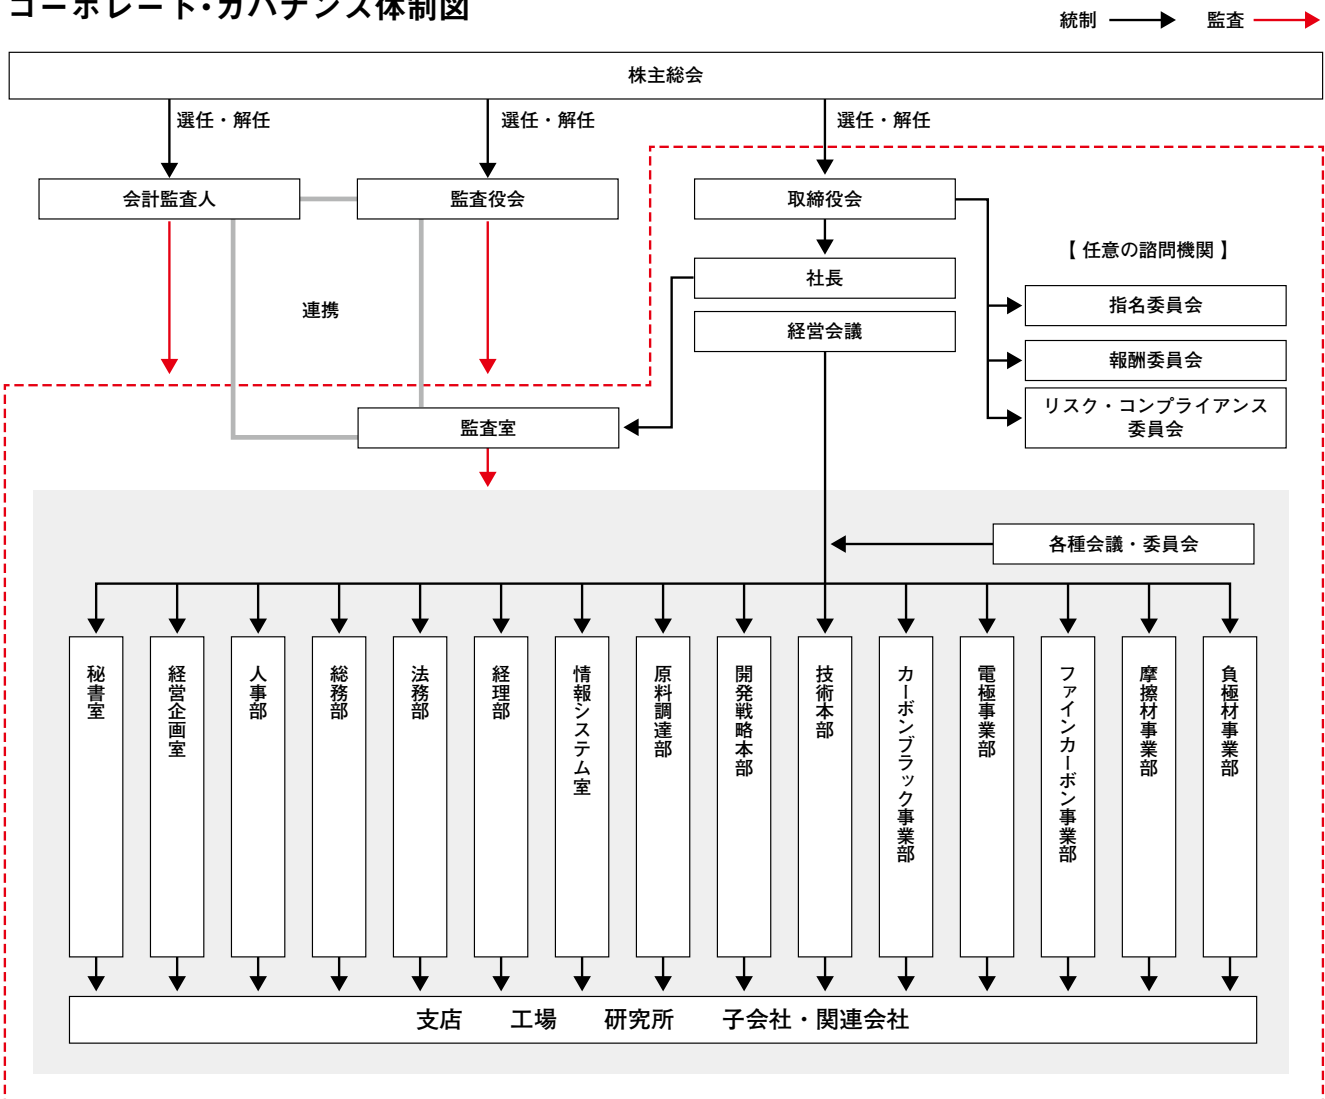 コーポレート・ガバナンス体制図
統制
監査
株主総会
選任・解任
選任・解任
選任・解任
会計監査人
監査役会
取締役会
社長
経営会議
【 任意の諮問機関 】
指名委員会
報酬委員会
リスク・コンプライアンス
委員会
連携
監査室
各種会議・委員会
秘書室
経営企画室
人事部
総務部
法務部
経理部
情報システム室
原料調達部
開発戦略本部
技術本部
カーボンブラック事業部
電極事業部
ファインカーボン事業部
摩擦材事業部
負極材事業部
支店 工場 研究所 子会社・関連会社